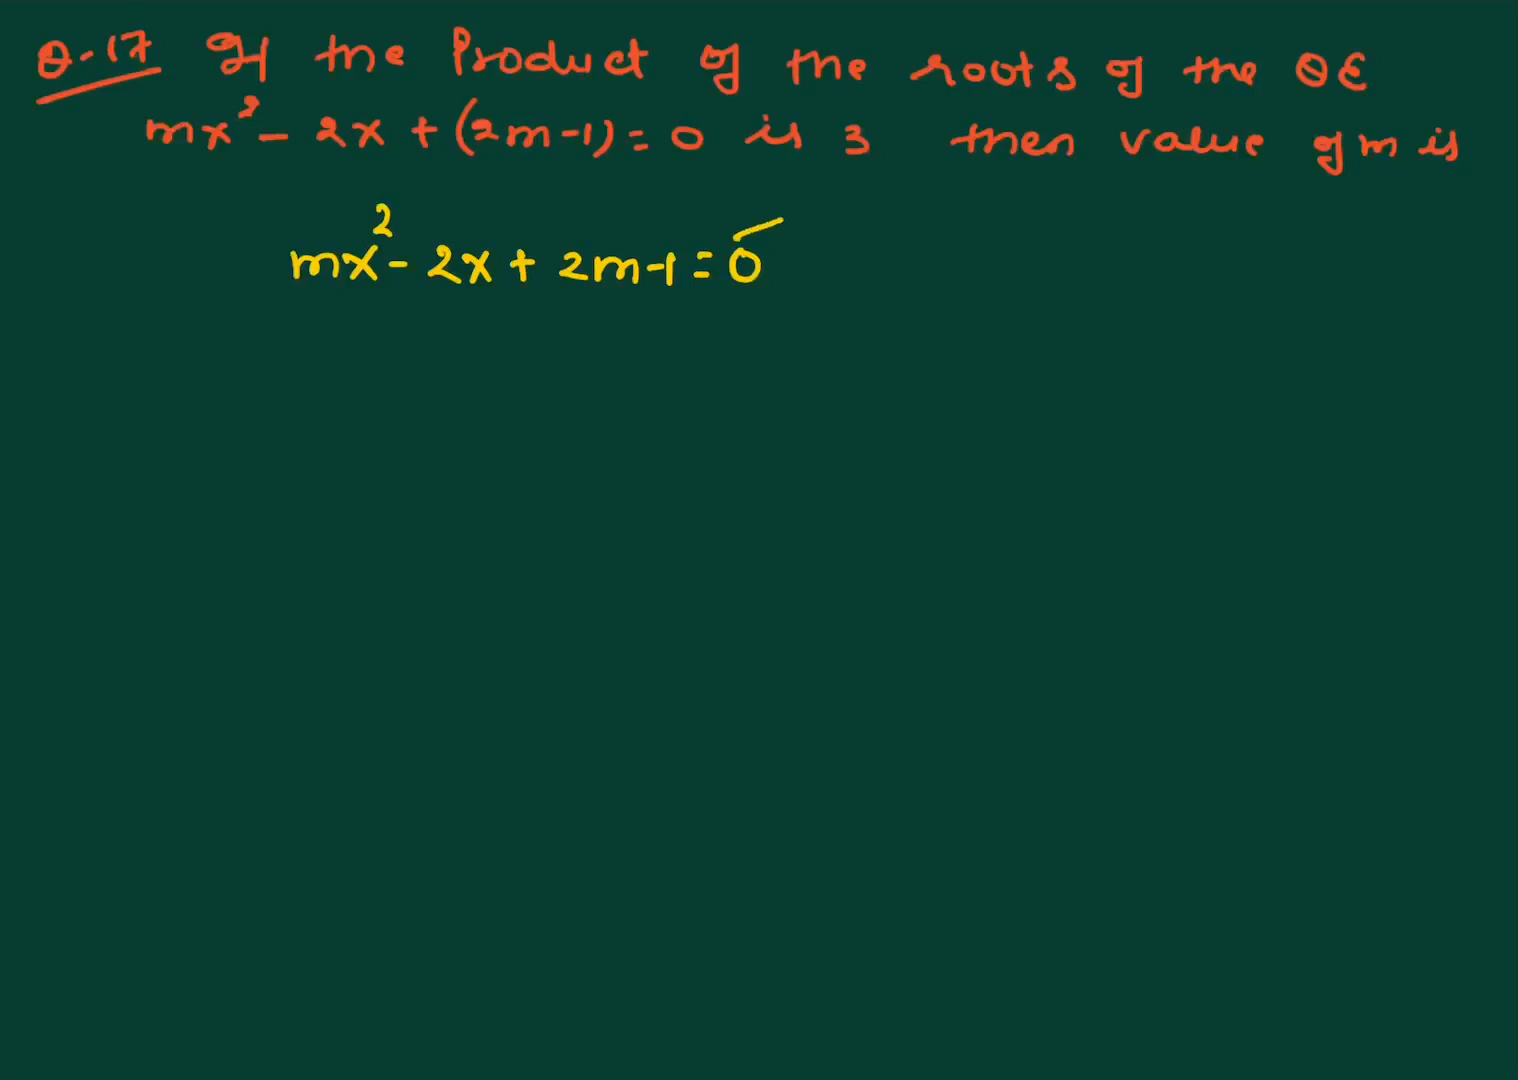 Q-17 If the Product of the roots of the QE
mx² - 2x + (2m-1) = 0 is 3 then value of m is
mx² - 2x + 2m-1 = 0